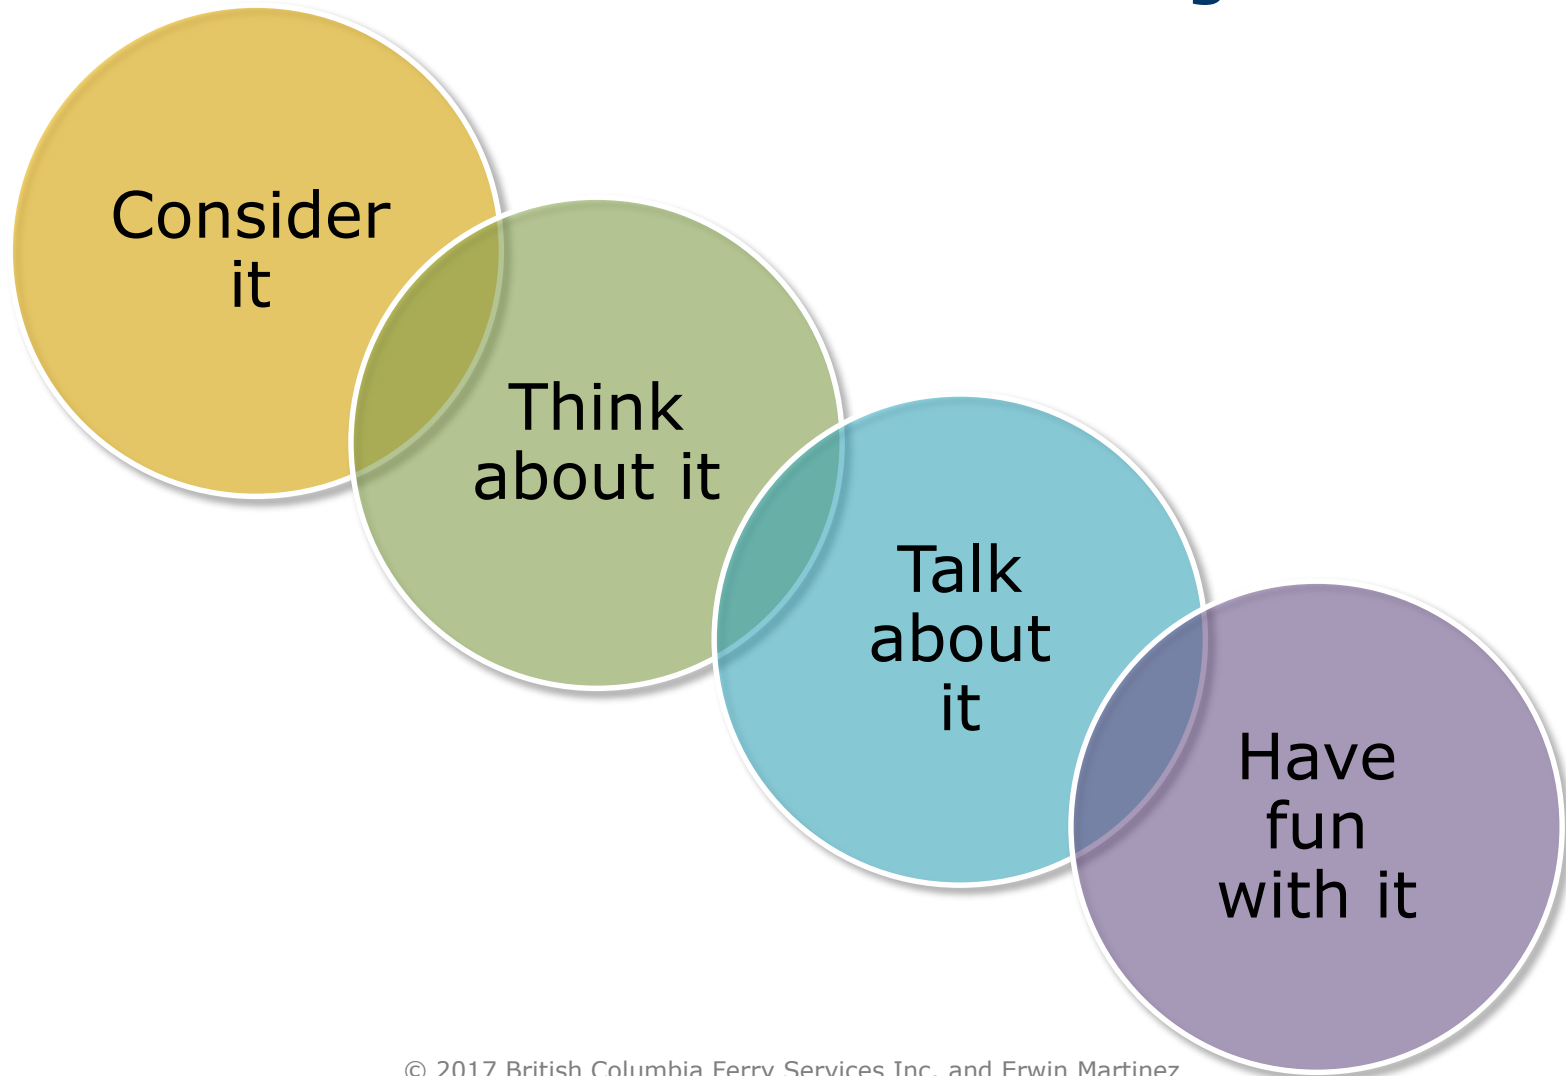 Consider
it
Think
about it
Talk
about
it
Have
fun
with it
© 2017 British Columbia Ferry Services Inc. and Erwin Martinez